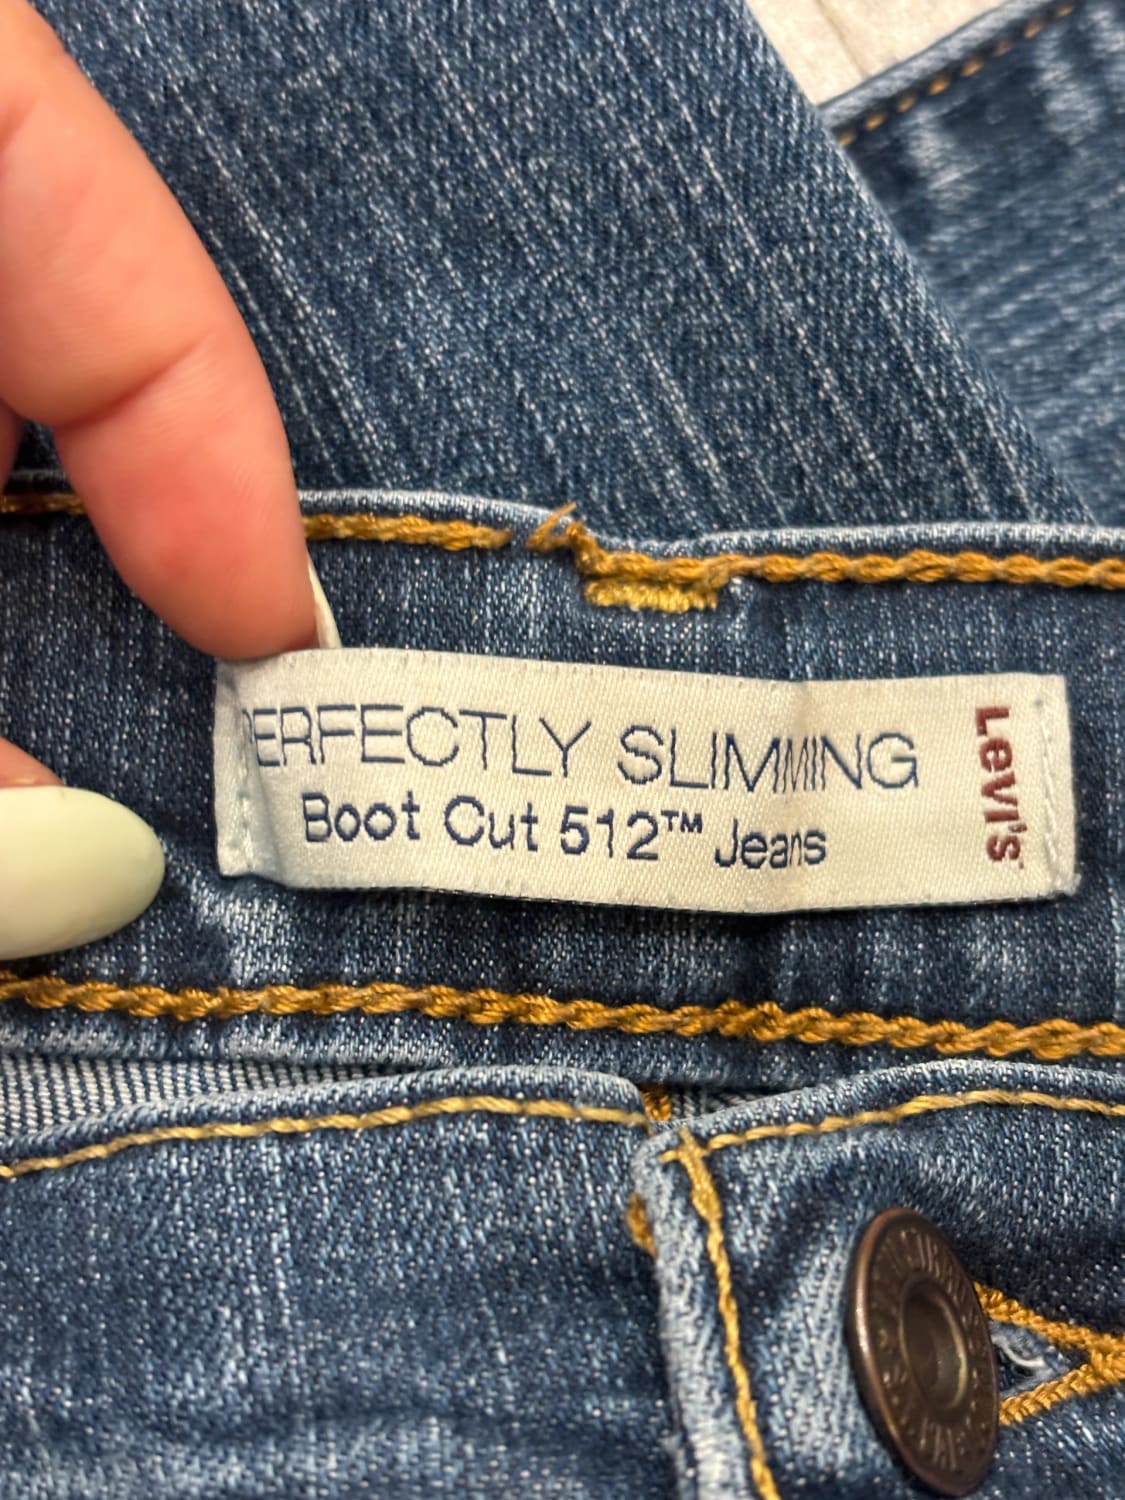 PERFECTLY SLIMMING
Boot Cut 512™ Jeans
Levi's